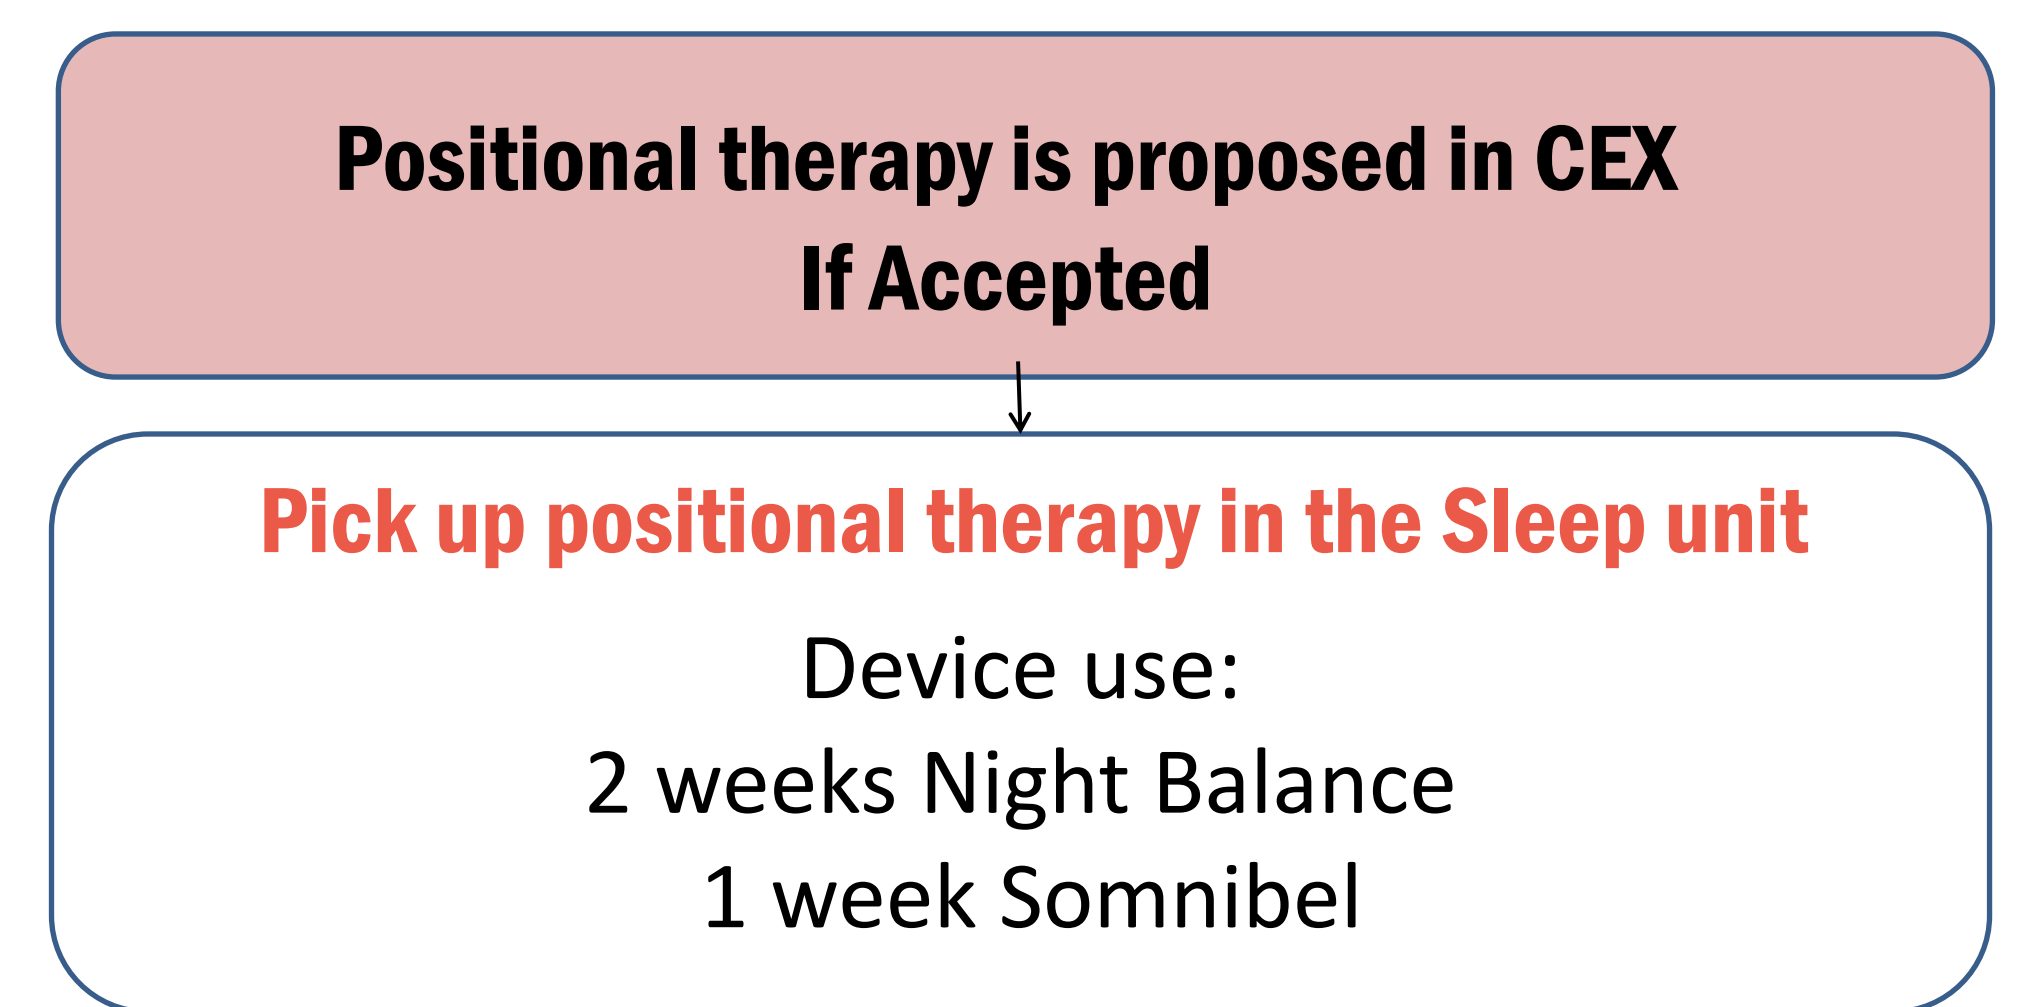 Positional therapy is proposed in CEX
If Accepted
Pick up positional therapy in the Sleep unit
Device use:
2 weeks Night Balance
1 week Somnibel